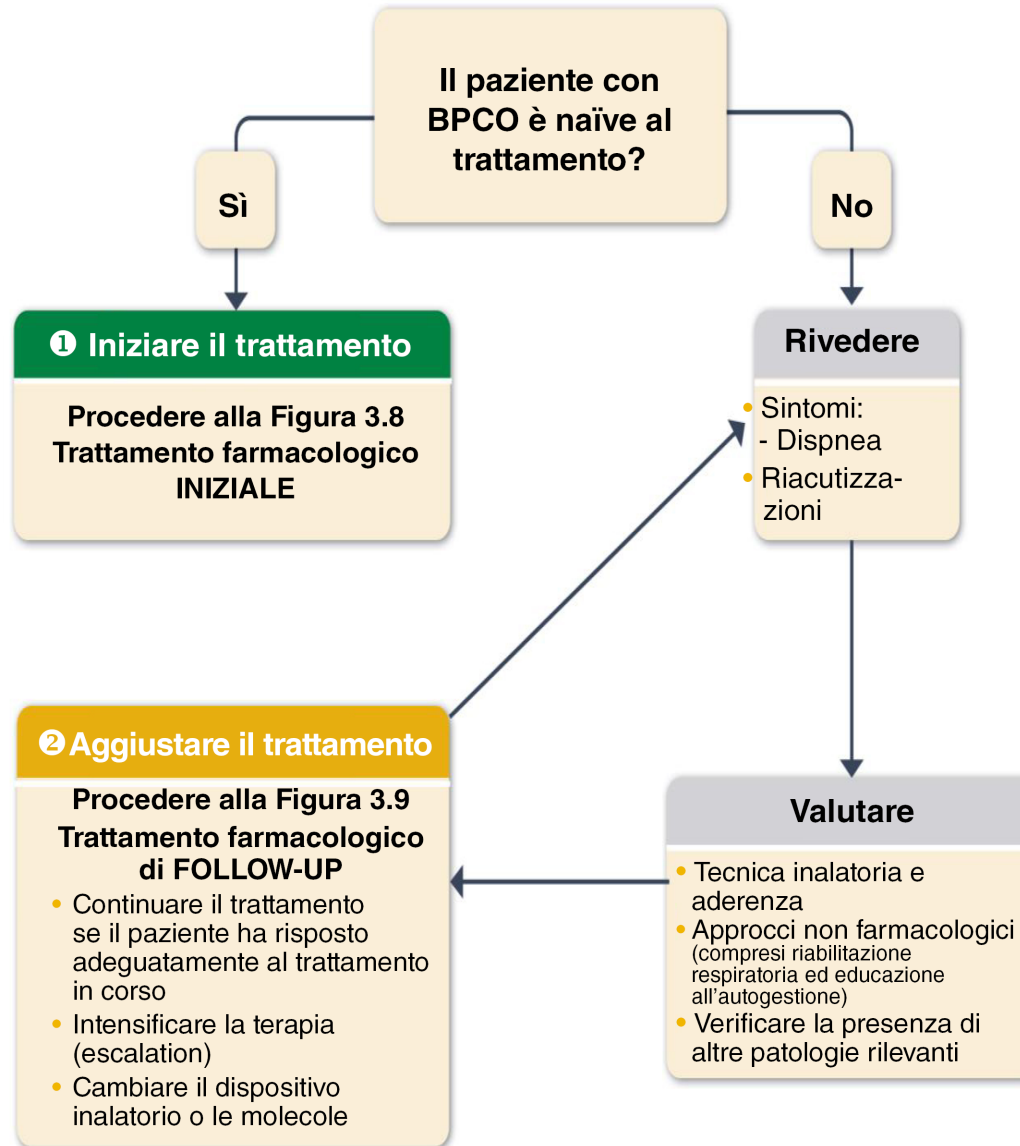 Il paziente con
BPCO è naïve al
trattamento?
Sì
No
❶ Iniziare il trattamento
Procedere alla Figura 3.8
Trattamento farmacologico
INIZIALE
Rivedere
• Sintomi:
- Dispnea
• Riacutizza-
zioni
❷ Aggiustare il trattamento
Procedere alla Figura 3.9
Trattamento farmacologico
di FOLLOW-UP
• Continuare il trattamento
se il paziente ha risposto
adeguatamente al trattamento
in corso
• Intensificare la terapia
(escalation)
• Cambiare il dispositivo
inalatorio o le molecole
Valutare
• Tecnica inalatoria e
aderenza
• Approcci non farmacologici
(compresi riabilitazione
respiratoria ed educazione
all'autogestione)
• Verificare la presenza di
altre patologie rilevanti